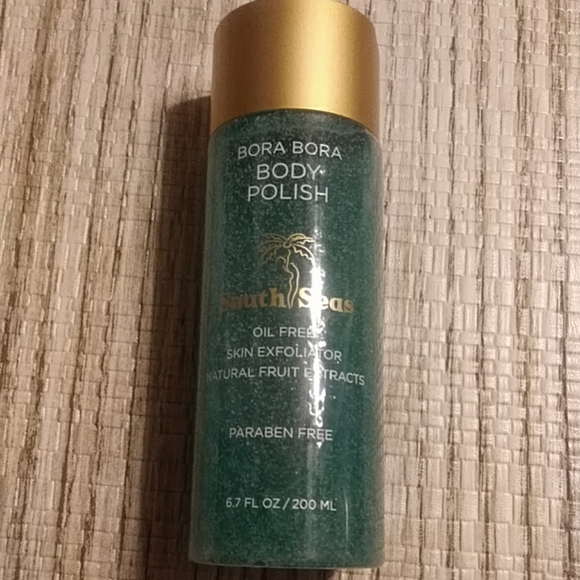 BORA BORA
BODY
POLISH
South Seas
OIL FREE
SKIN EXFOLIATOR
NATURAL FRUIT EXTRACTS
PARABEN FREE
6.7 FL OZ / 200 ML